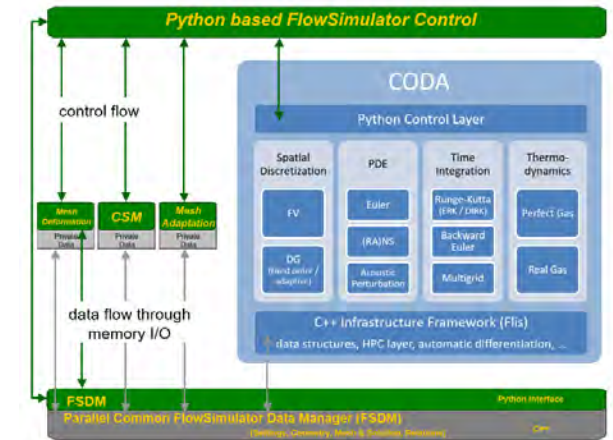 Python based FlowSimulator Control
control flow
CODA
Python Control Layer
Spatial
Discretization
PDE
Time
Integration
Thermo-
dynamics
FV
DG
adaptive)
Euler
(RA)NS
Acoustic
Perturbation
Runge-Kutta
(ERK / DIRK)
Backward
Euler
Multigrid
Perfect Gas
Real Gas
Mesh
Deformation
Private
Data
CSM
Private
Data
Mesh
Adaptation
Private
Data
data flow through
memory I/O
C++ Infrastructure Framework (Flis)
data structures, HPC layer, automatic differentiation, ...
FSDM
Python Interface
Parallel Common FlowSimulator Data Manager (FSDM)
C++